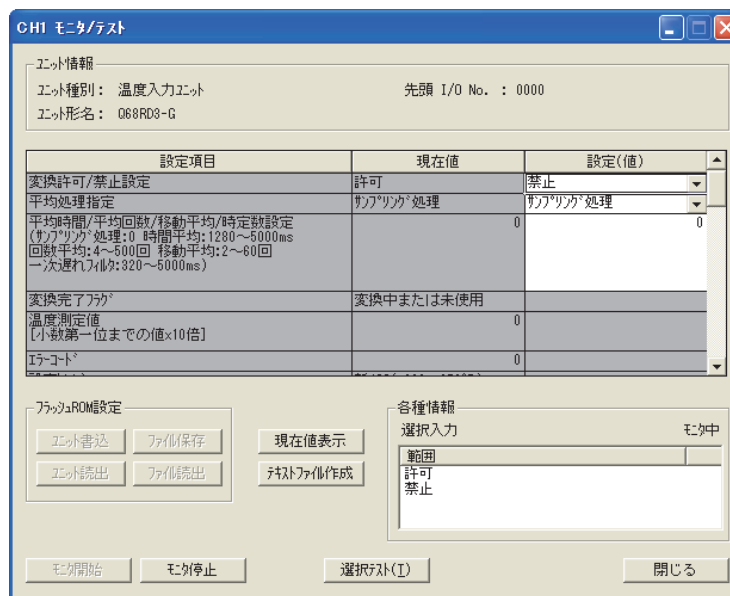 CH1 モニタ/テスト
ユニット情報
ユニット種別： 温度入力ユニット 先頭 I/O No. : 0000
ユニット形名： Q68RD3-G
設定項目 現在値 設定(値)
変換許可/禁止設定 許可 禁止
平均処理指定 サンプリング処理 サンプリング処理
平均時間/平均回数/移動平均/時定数設定 0 0
(サンプリング処理:0 時間平均:1280～5000ms
回数平均:4～500回 移動平均:2～60回
一次遅れフィルタ:320～5000ms)
変換完了フラグ 変換中または未使用
温度測定値 0
[小数第一位までの値x10倍]
エラーコード 0
フラッシュROM設定
ユニット書込 ファイル保存
ユニット読出 ファイル読出
現在値表示
テキストファイル作成
各種情報
選択入力 モニタ中
範囲
許可
禁止
モニタ開始 モニタ停止 選択テスト(T) 閉じる